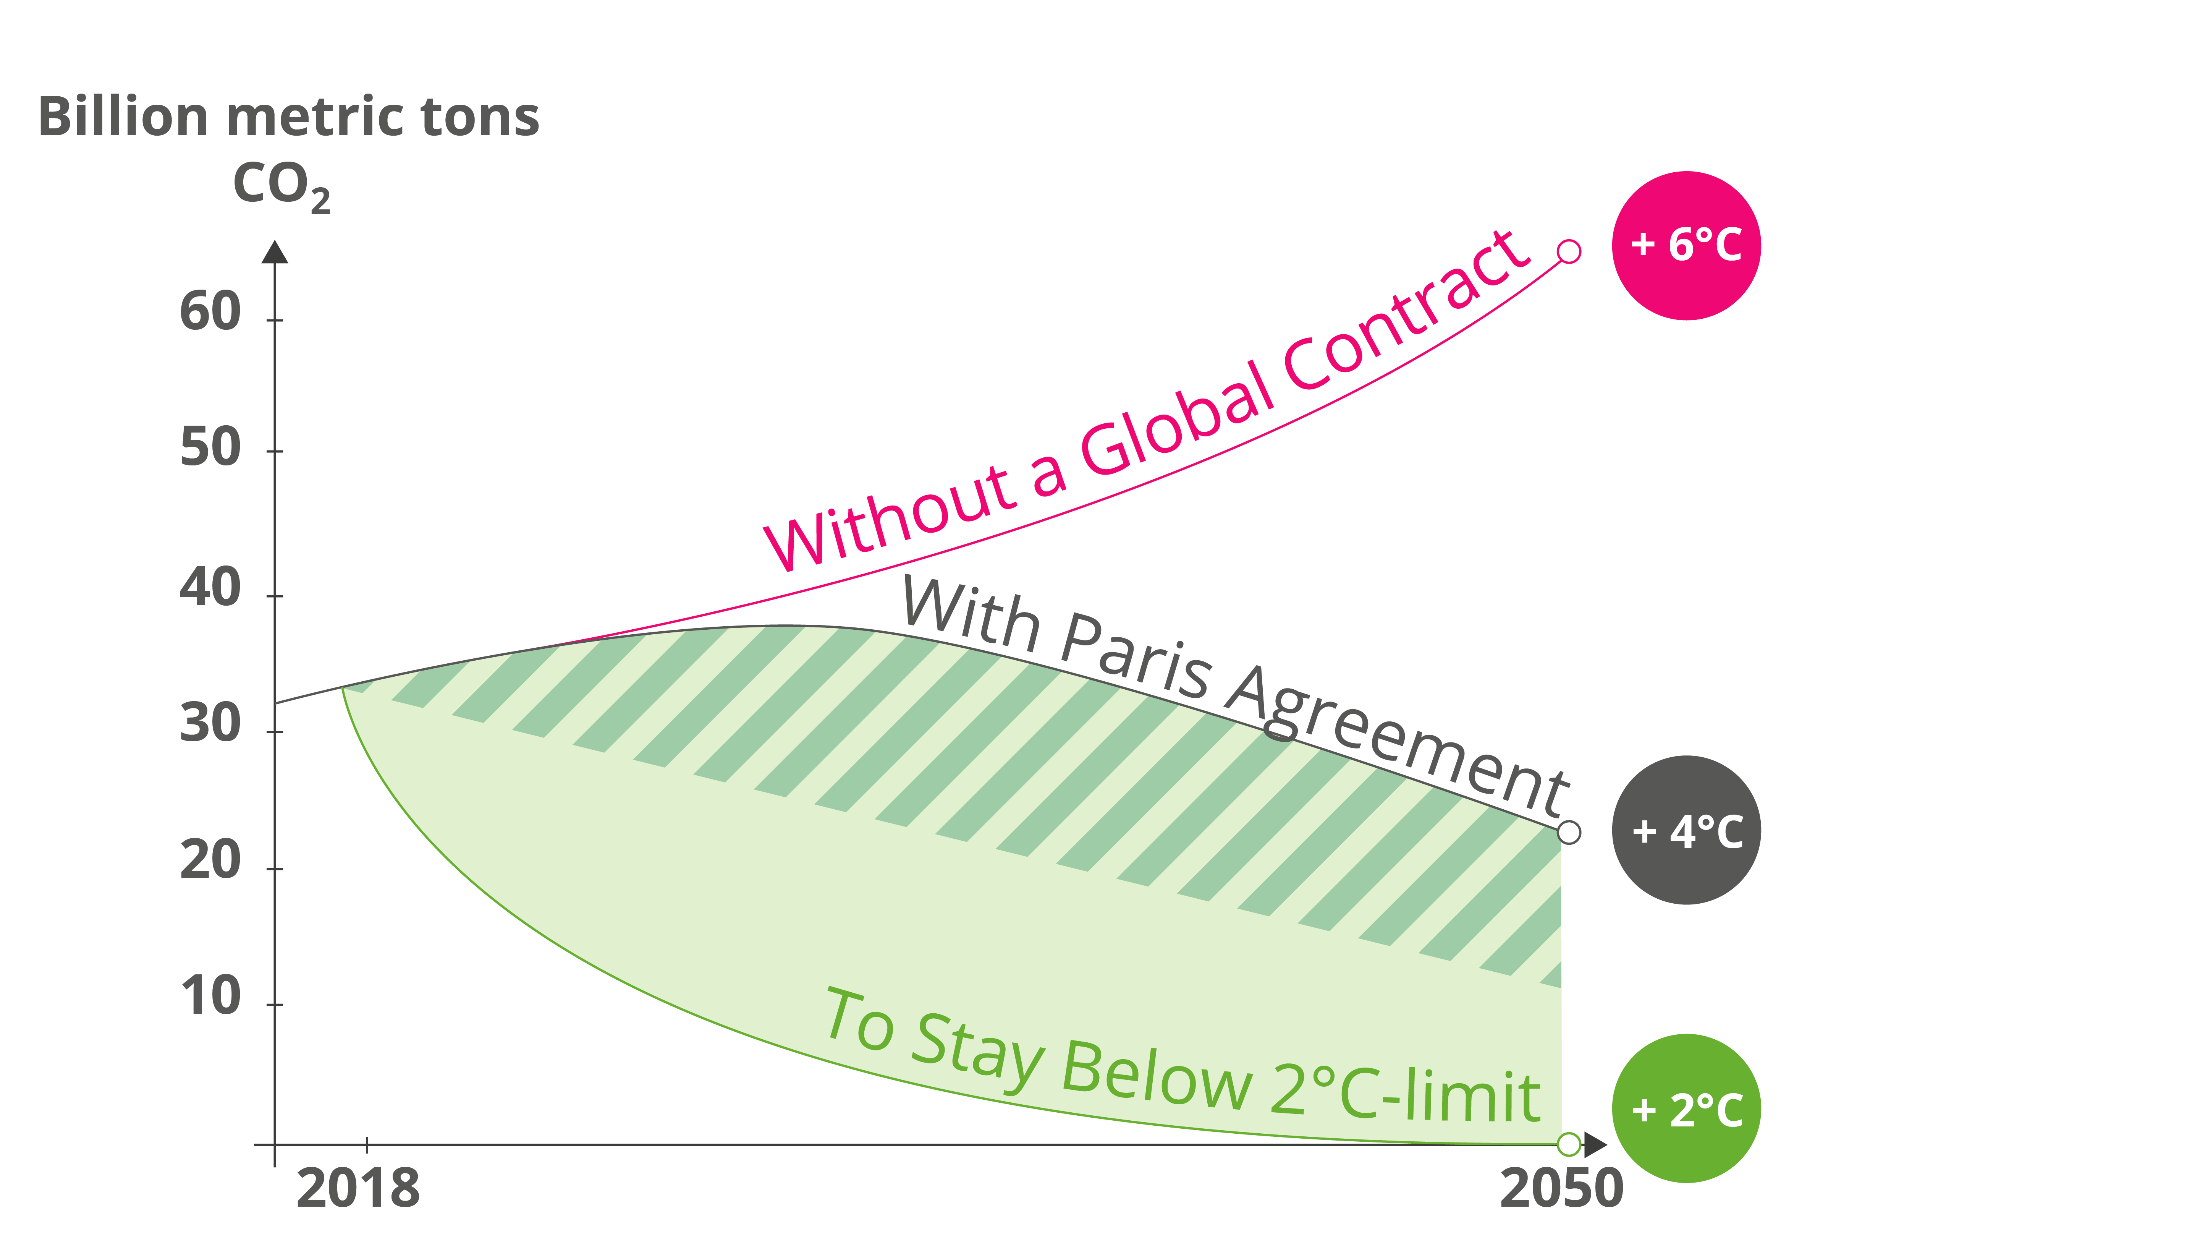 Billion metric tons
CO₂
60
50
40
30
20
10
Without a Global Contract
With Paris Agreement
To Stay Below 2°C-limit
+ 6°C
+ 4°C
+ 2°C
2018
2050